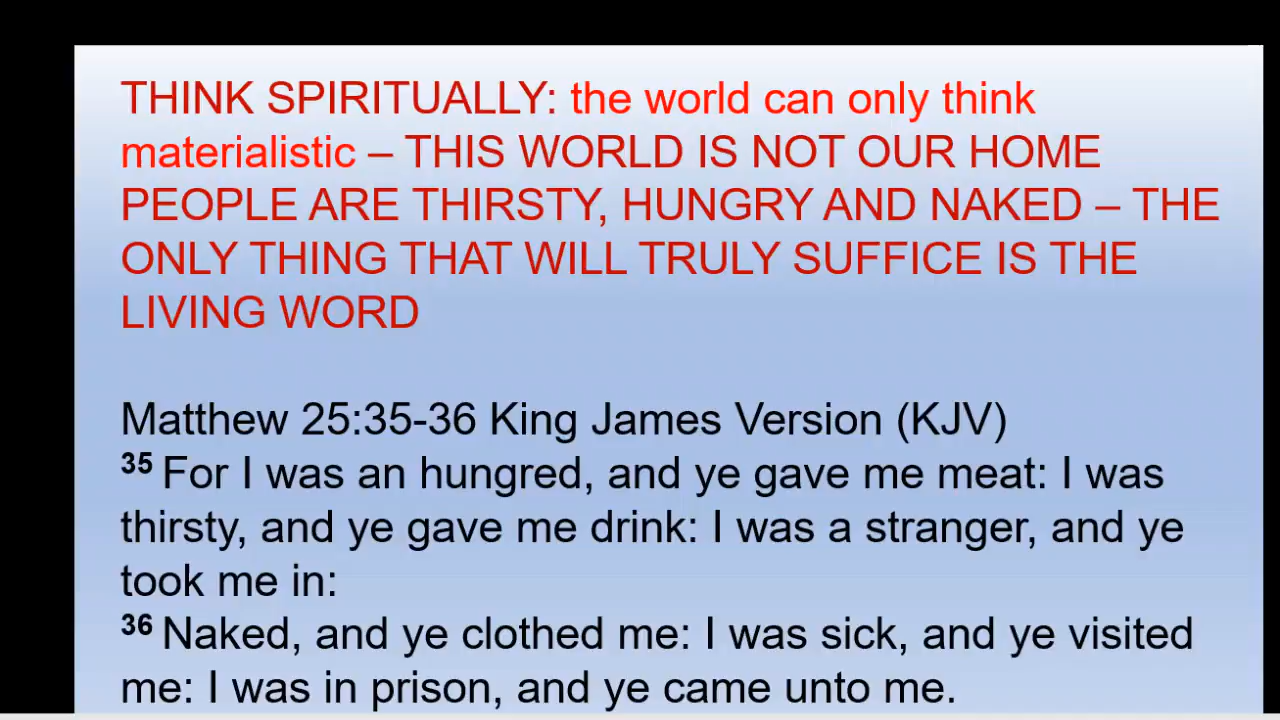 THINK SPIRITUALLY: the world can only think
materialistic – THIS WORLD IS NOT OUR HOME
PEOPLE ARE THIRSTY, HUNGRY AND NAKED – THE
ONLY THING THAT WILL TRULY SUFFICE IS THE
LIVING WORD
Matthew 25:35-36 King James Version (KJV)
35 For I was an hungred, and ye gave me meat: I was
thirsty, and ye gave me drink: I was a stranger, and ye
took me in:
36 Naked, and ye clothed me: I was sick, and ye visited
me: I was in prison, and ye came unto me.